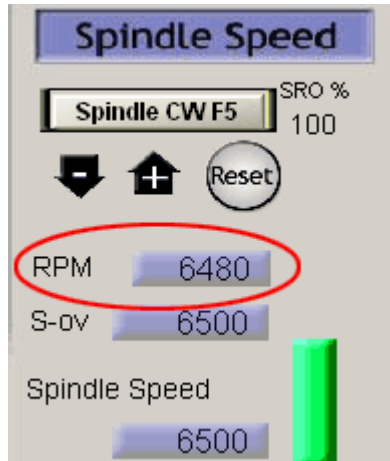 Spindle Speed
SRO %
Spindle CW F5
100
- + Reset
RPM 6480
S-ov 6500
Spindle Speed
6500